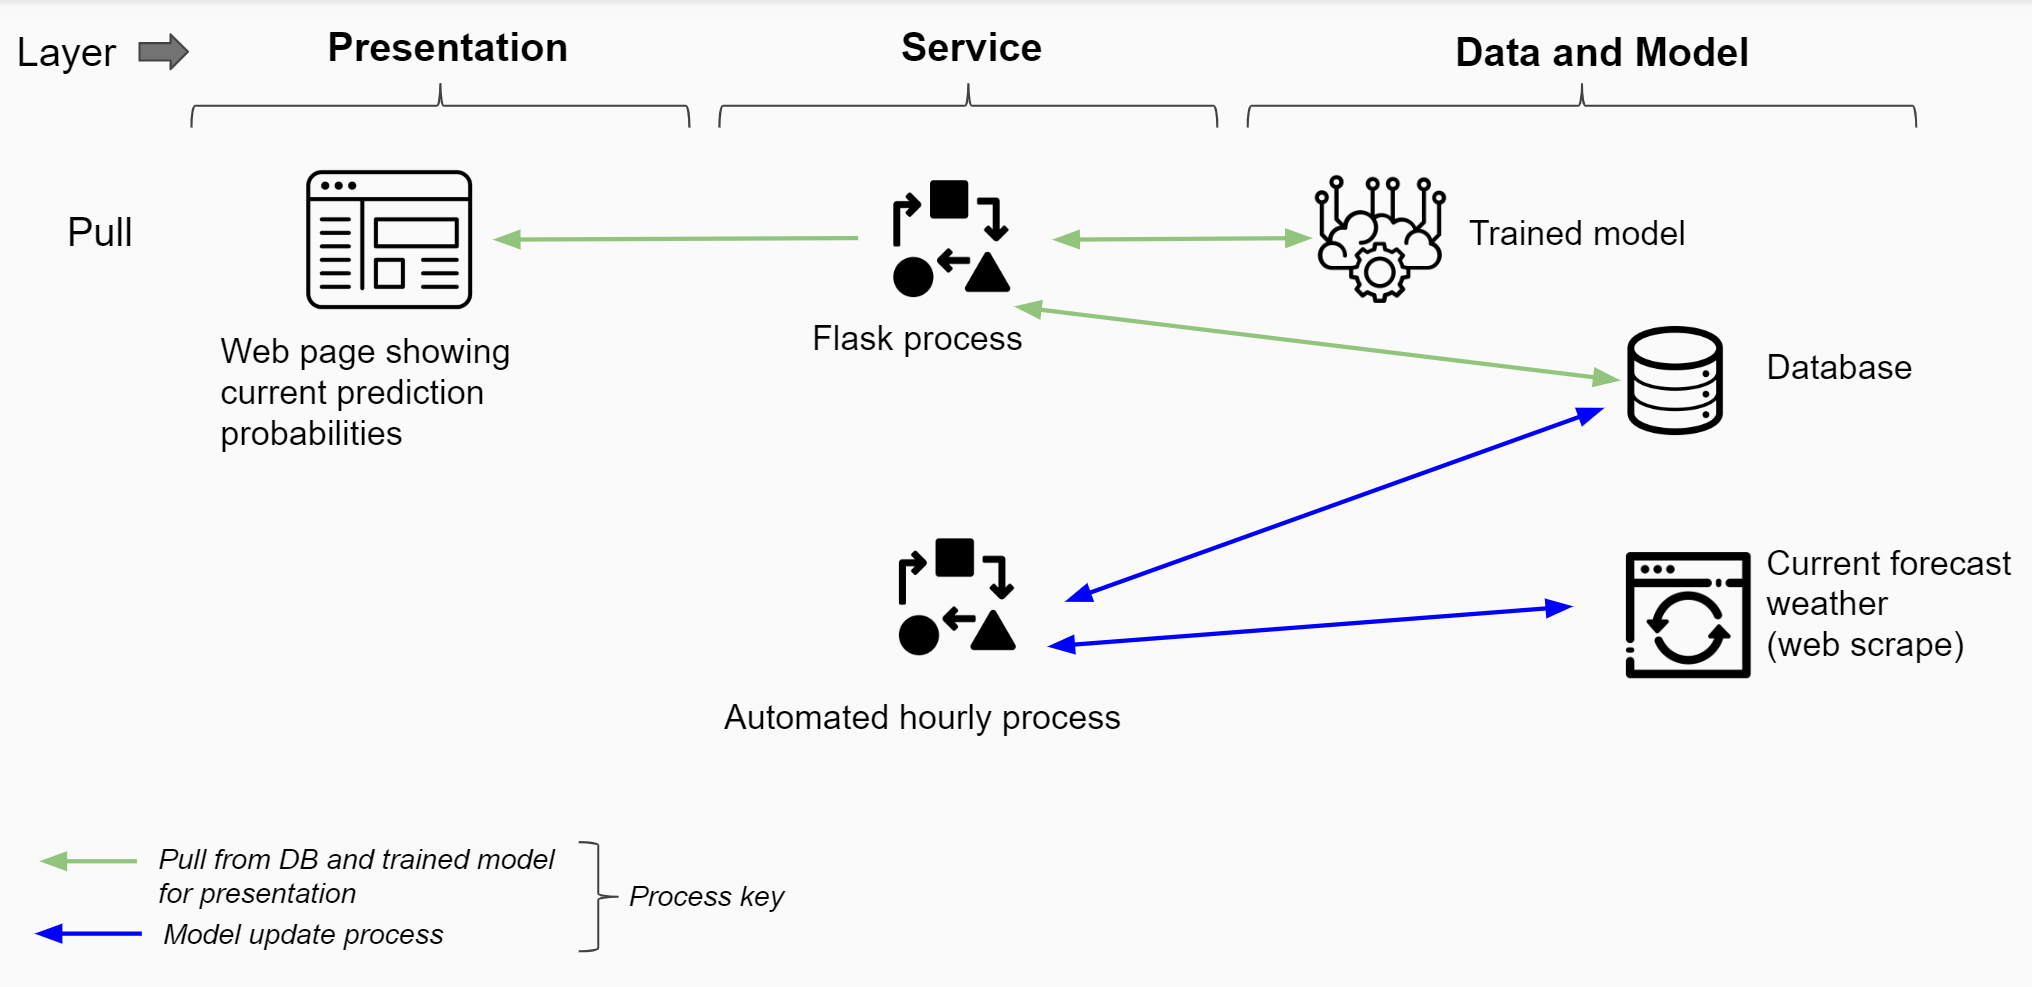 Layer
Presentation
Service
Data and Model
Pull
Trained model
Flask process
Web page showing
current prediction
probabilities
Database
Current forecast
weather
(web scrape)
Automated hourly process
Pull from DB and trained model
for presentation
Process key
Model update process